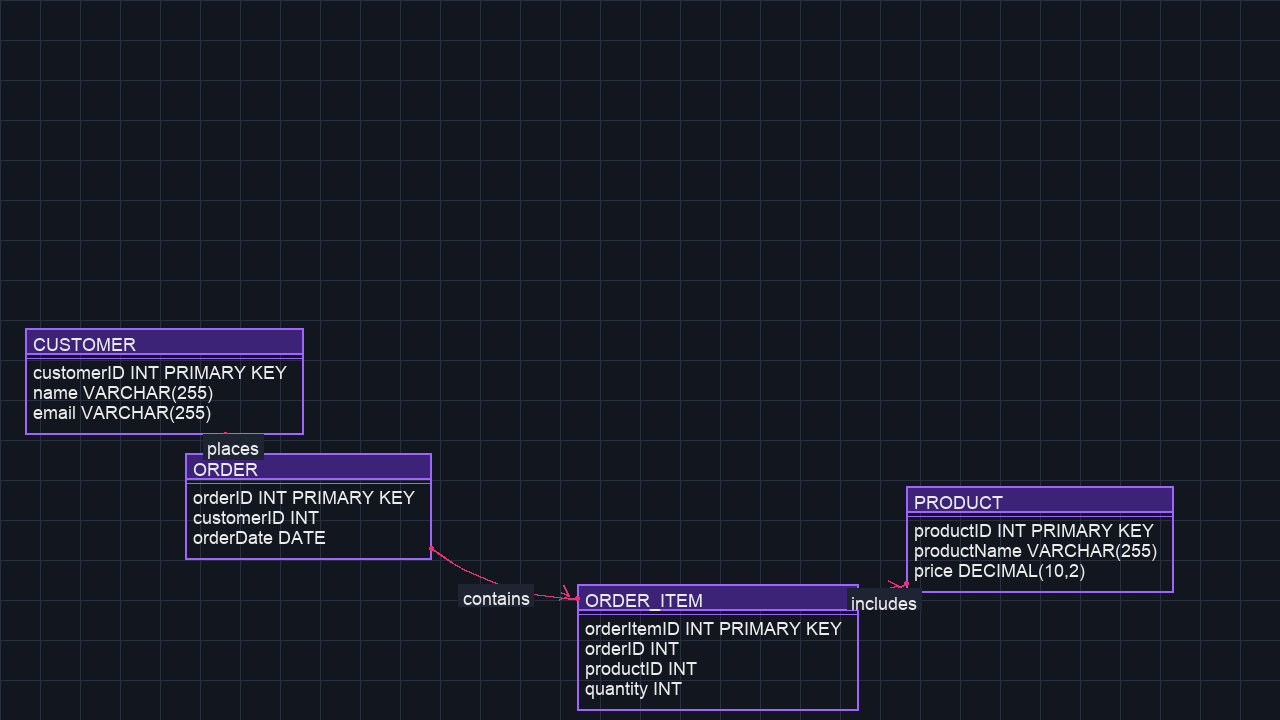 CUSTOMER
customerID INT PRIMARY KEY
name VARCHAR(255)
email VARCHAR(255)
places
ORDER
orderID INT PRIMARY KEY
customerID INT
orderDate DATE
contains
ORDER_ITEM
orderItemID INT PRIMARY KEY
orderID INT
productID INT
quantity INT
includes
PRODUCT
productID INT PRIMARY KEY
productName VARCHAR(255)
price DECIMAL(10,2)